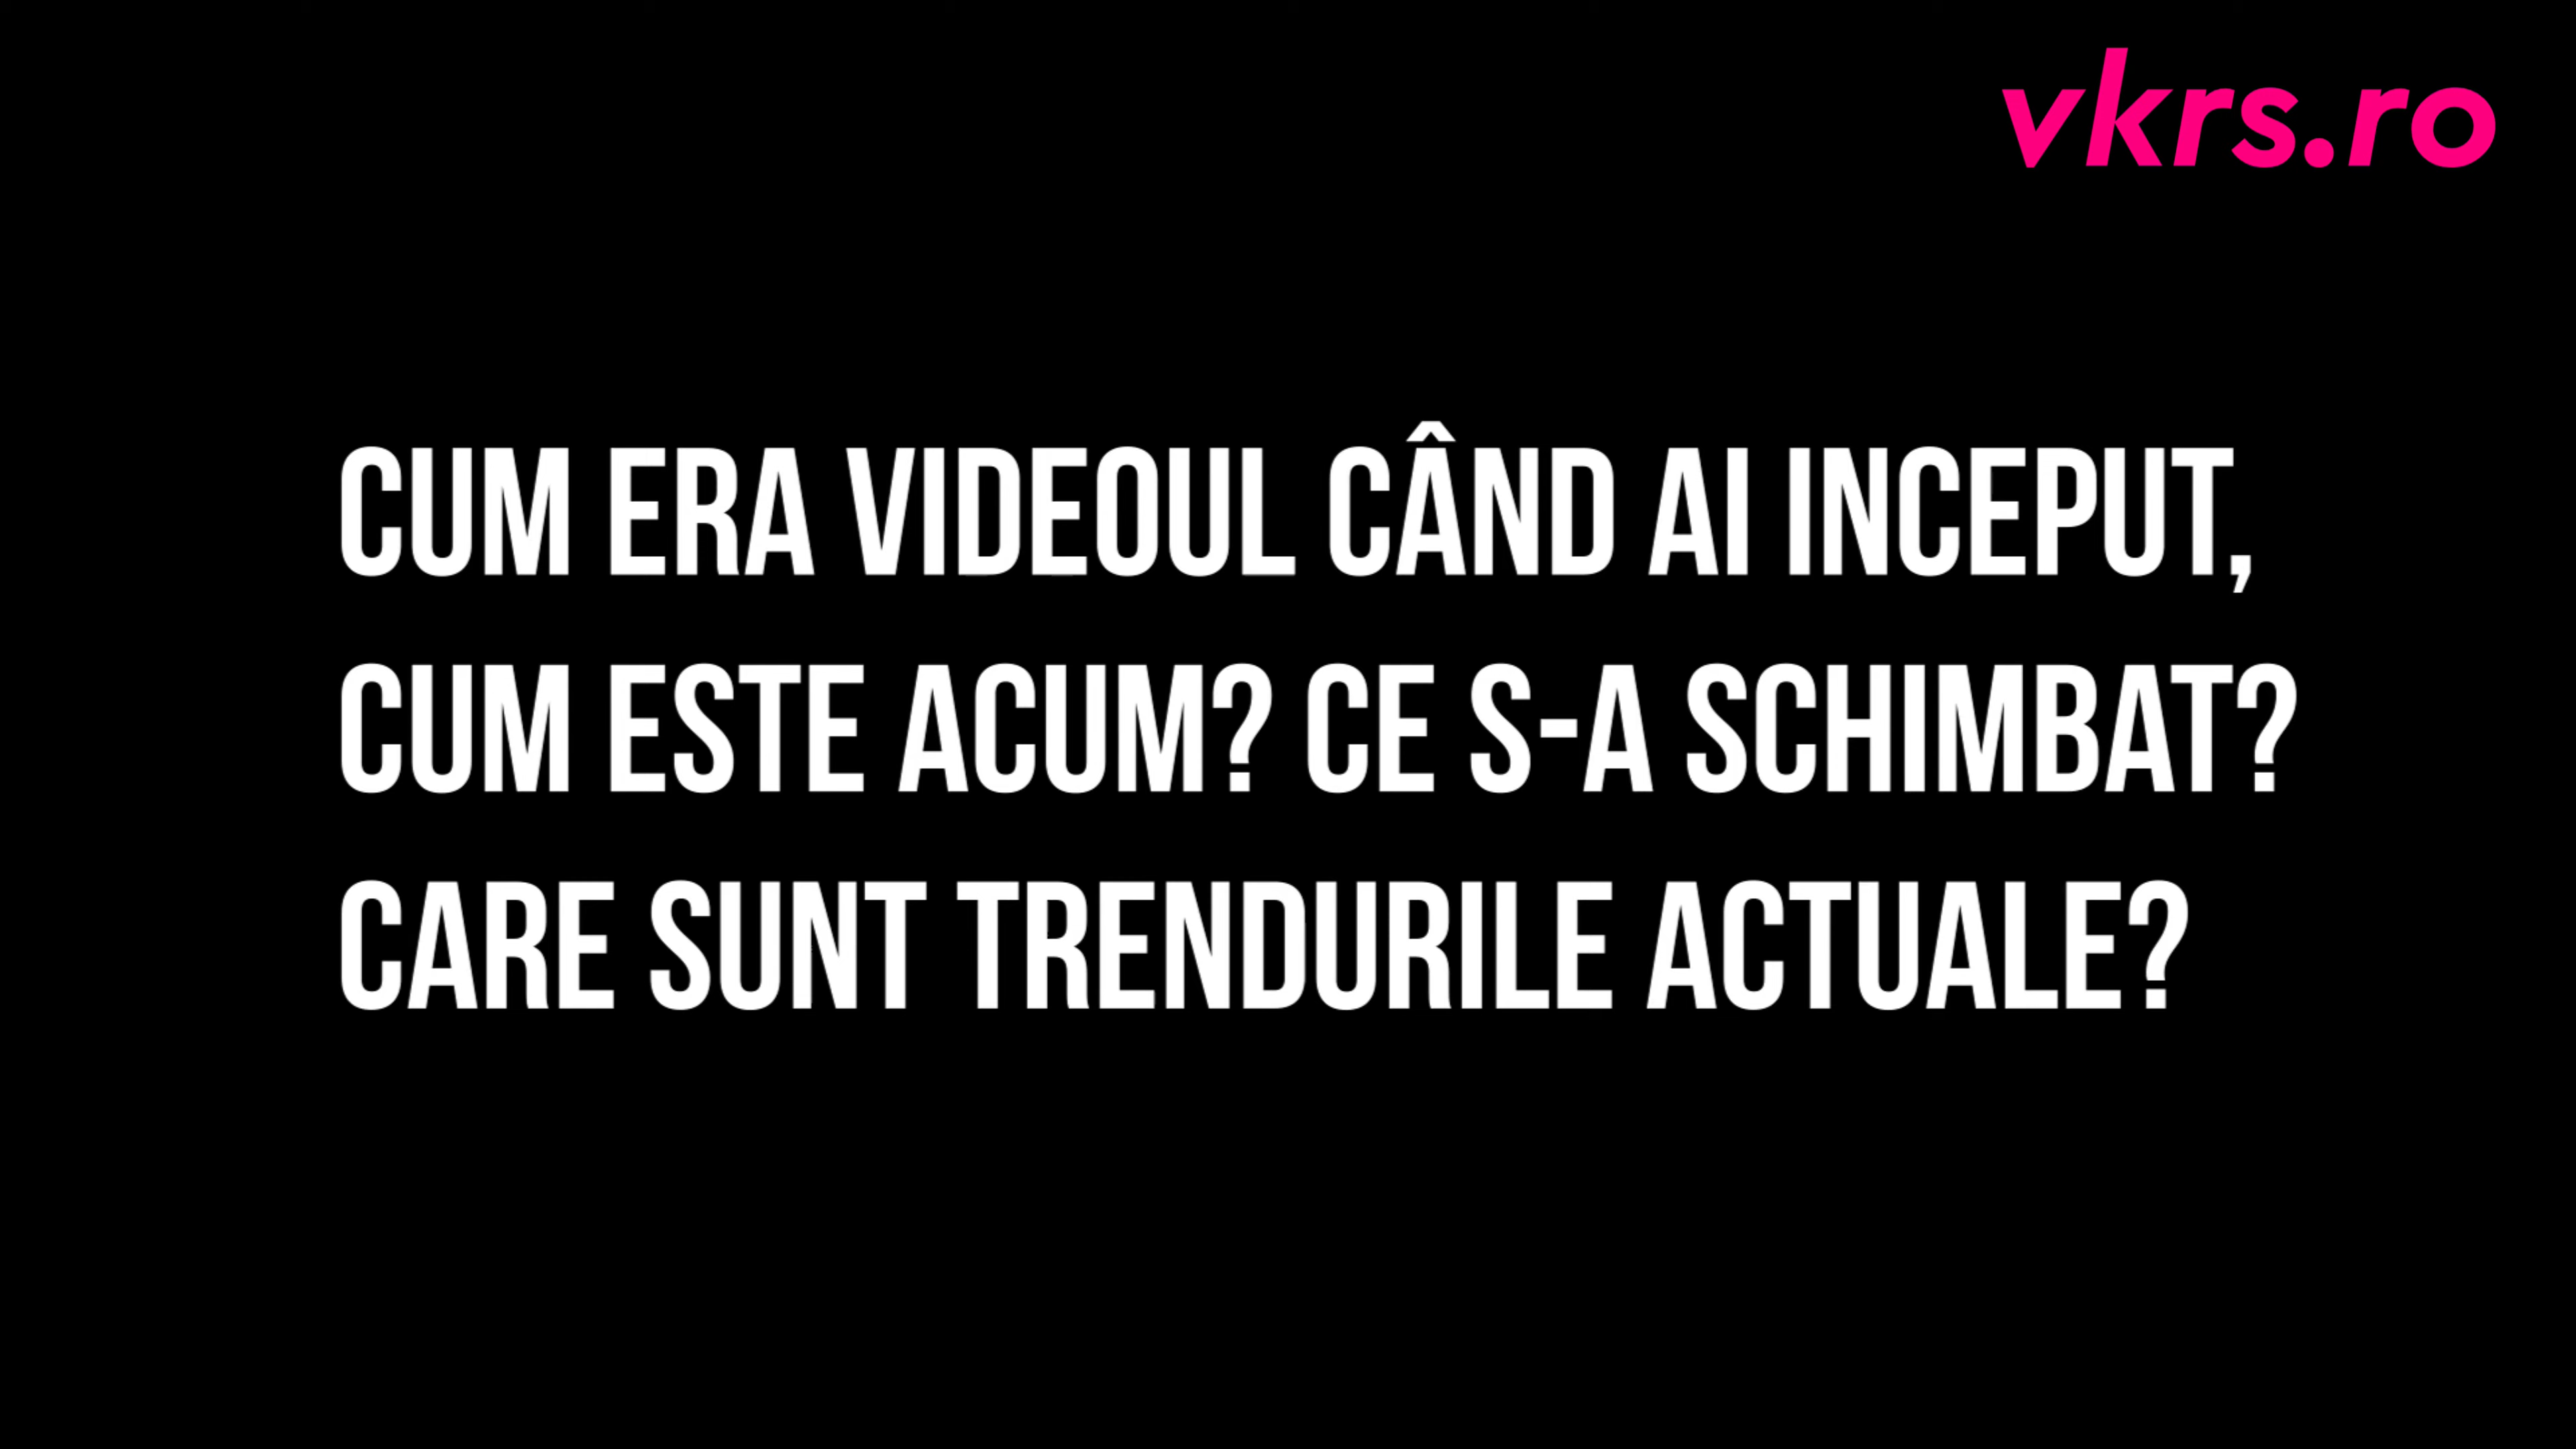 vkrs.ro
CUM ERA VIDEOUL CÂND AI INCEPUT,
CUM ESTE ACUM? CE S-A SCHIMBAT?
CARE SUNT TRENDURILE ACTUALE?